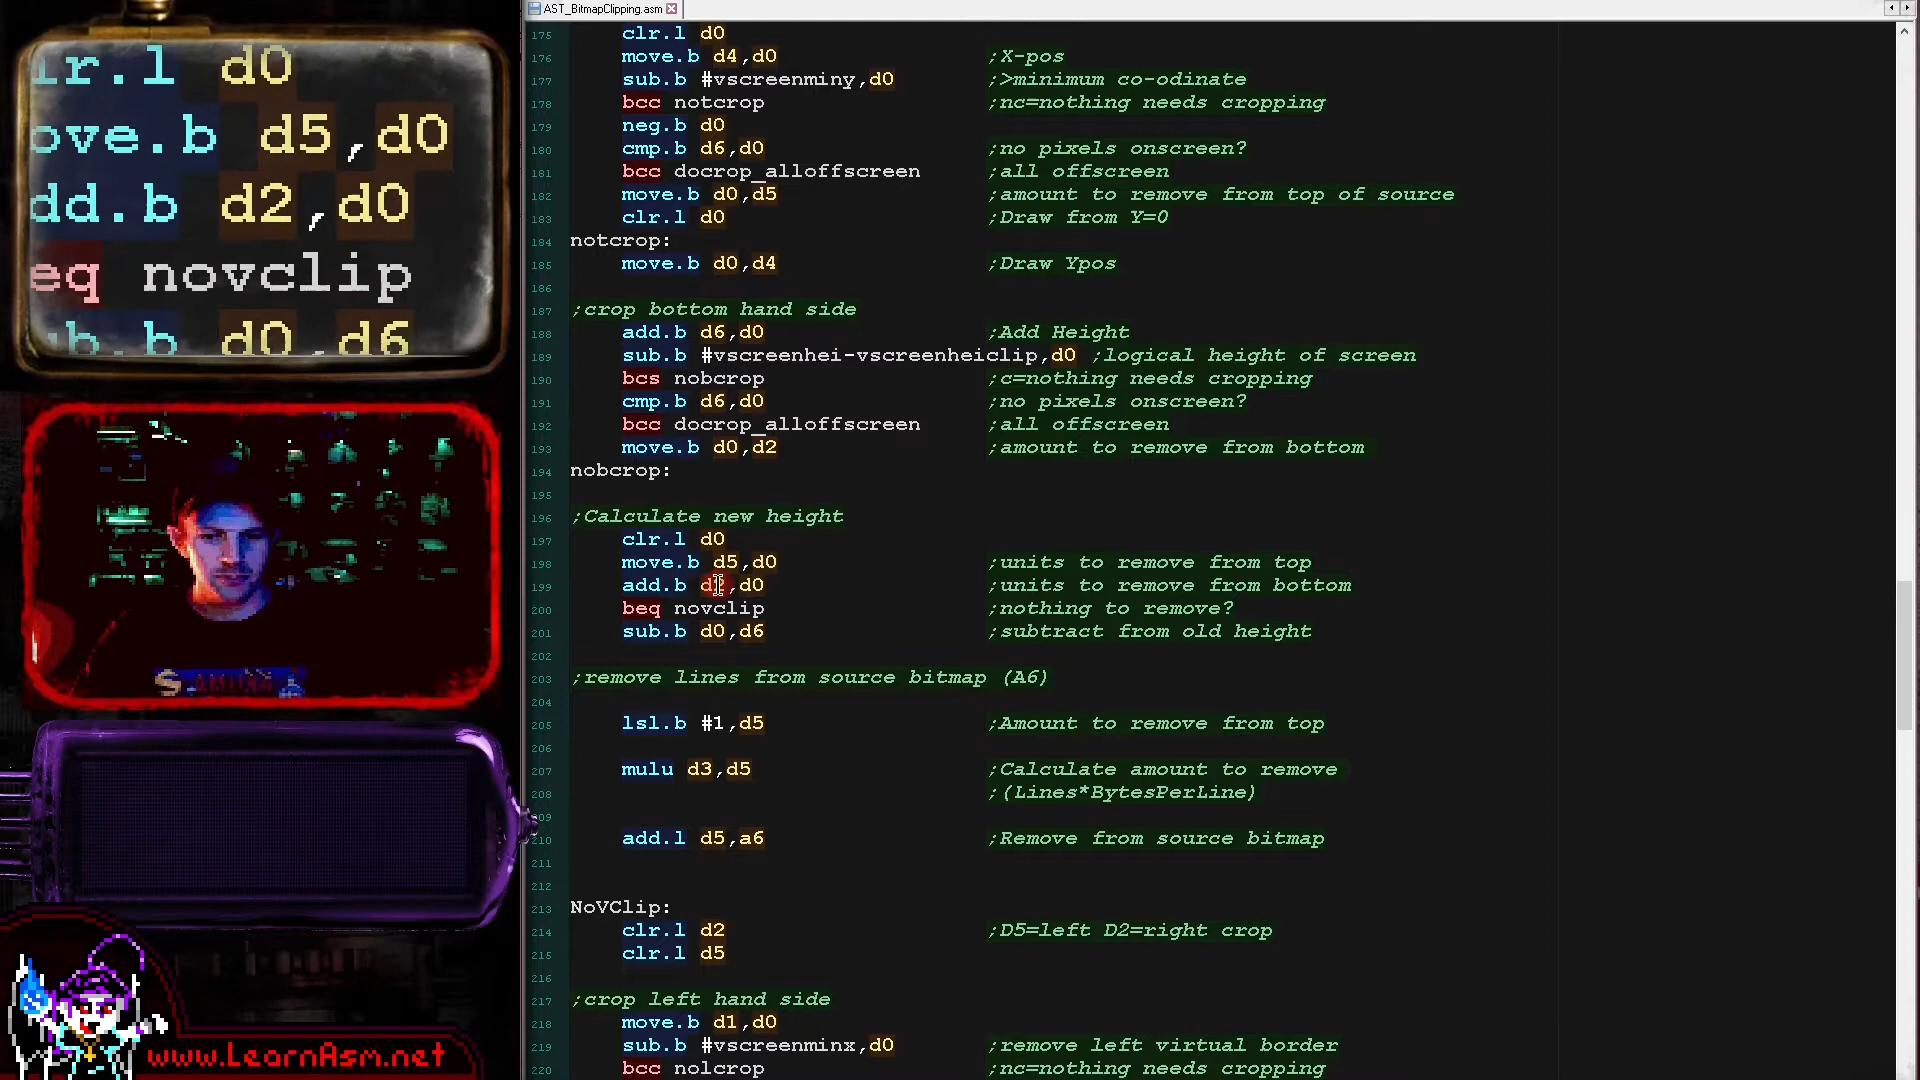 AST_BitmapClipping.asm
lr.l d0
ove.b d5,d0
dd.b d2,d0
eq novclip
ub.b d0,d6
175 clr.l d0
176 move.b d4,d0 ;X-pos
177 sub.b #vscreenminy,d0 ;>minimum co-odinate
178 bcc notcrop ;nc=nothing needs cropping
179 neg.b d0
180 cmp.b d6,d0 ;no pixels onscreen?
181 bcc docrop_alloffscreen ;all offscreen
182 move.b d0,d5 ;amount to remove from top of source
183 clr.l d0 ;Draw from Y=0
184 notcrop:
185 move.b d0,d4 ;Draw Ypos
186
187 ;crop bottom hand side
188 add.b d6,d0 ;Add Height
189 sub.b #vscreenhei-vscreenheiclip,d0 ;logical height of screen
190 bcs nobcrop ;c=nothing needs cropping
191 cmp.b d6,d0 ;no pixels onscreen?
192 bcc docrop_alloffscreen ;all offscreen
193 move.b d0,d2 ;amount to remove from bottom
194 nobcrop:
195
196 ;Calculate new height
197 clr.l d0
198 move.b d5,d0 ;units to remove from top
199 add.b d2,d0 ;units to remove from bottom
200 beq novclip ;nothing to remove?
201 sub.b d0,d6 ;subtract from old height
202
203 ;remove lines from source bitmap (A6)
204
205 lsl.b #1,d5 ;Amount to remove from top
206
207 mulu d3,d5 ;Calculate amount to remove
208 ;(Lines*BytesPerLine)
209
210 add.l d5,a6 ;Remove from source bitmap
211
212
213 NoVClip:
214 clr.l d2 ;D5=left D2=right crop
215 clr.l d5
216
217 ;crop left hand side
218 move.b d1,d0
219 sub.b #vscreenminx,d0 ;remove left virtual border
220 bcc nolcrop ;nc=nothing needs cropping
www.LearnAsm.net